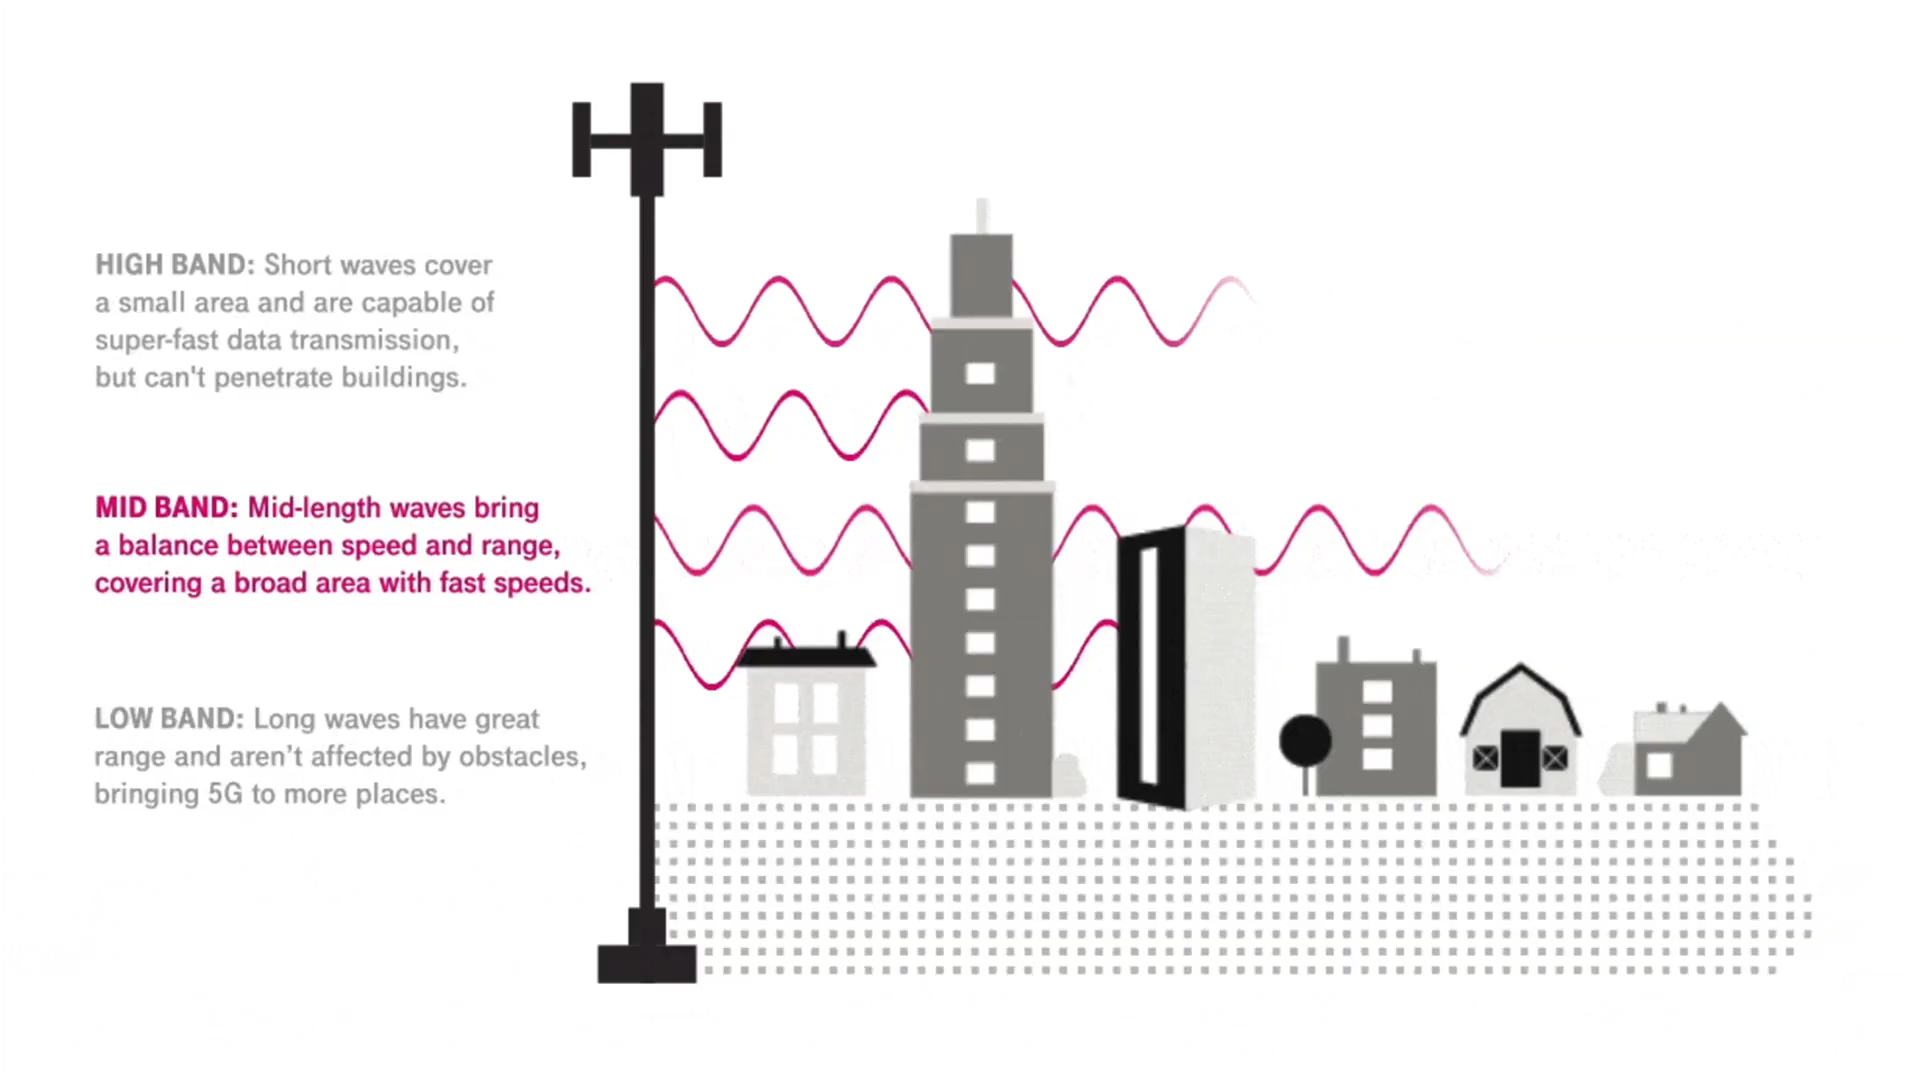 HIGH BAND: Short waves cover
a small area and are capable of
super-fast data transmission,
but can't penetrate buildings.
MID BAND: Mid-length waves bring
a balance between speed and range,
covering a broad area with fast speeds.
LOW BAND: Long waves have great
range and aren’t affected by obstacles,
bringing 5G to more places.